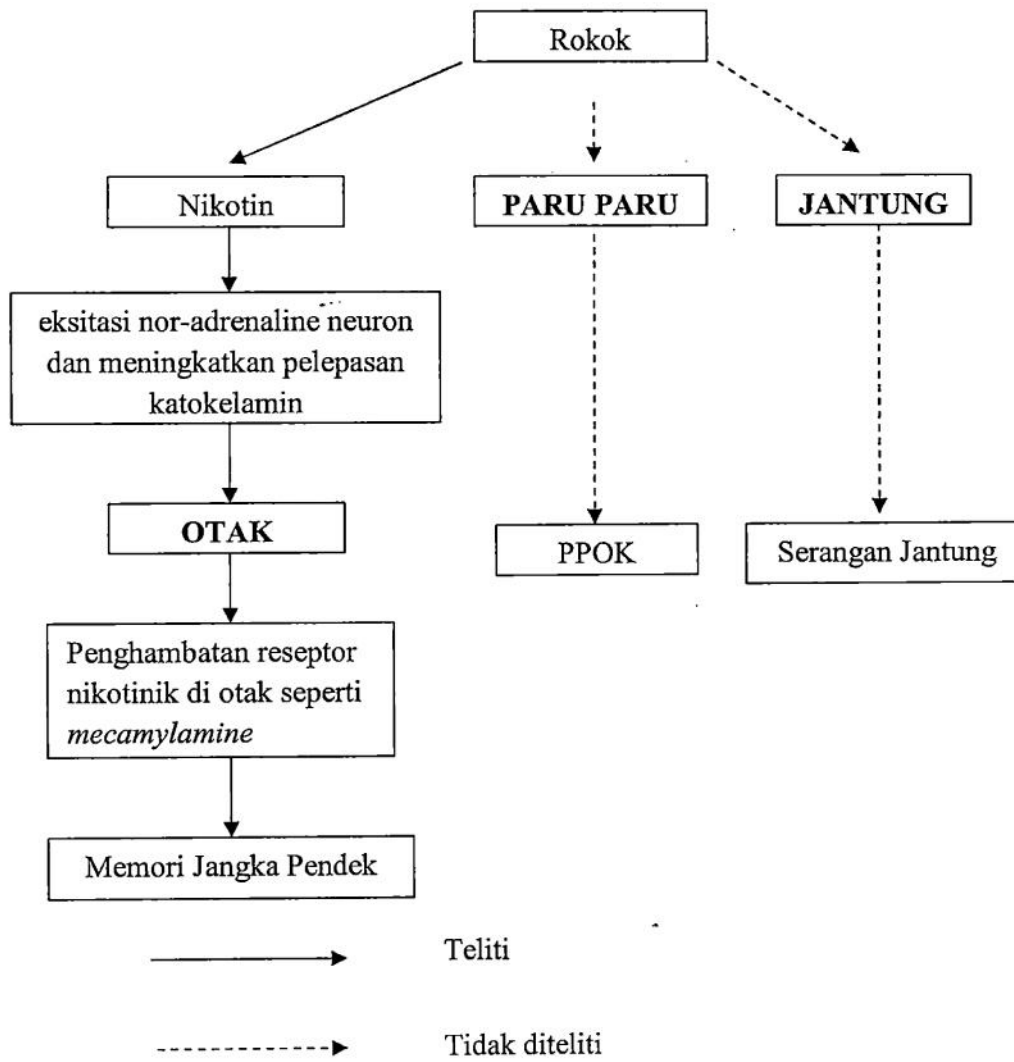 Rokok
Nikotin
PARU PARU
JANTUNG
eksitasi nor-adrenaline neuron
dan meningkatkan pelepasan
katokelamin
OTAK
PPOK
Serangan Jantung
Penghambatan reseptor
nikotinik di otak seperti
mecamylamine
Memori Jangka Pendek
Teliti
Tidak diteliti